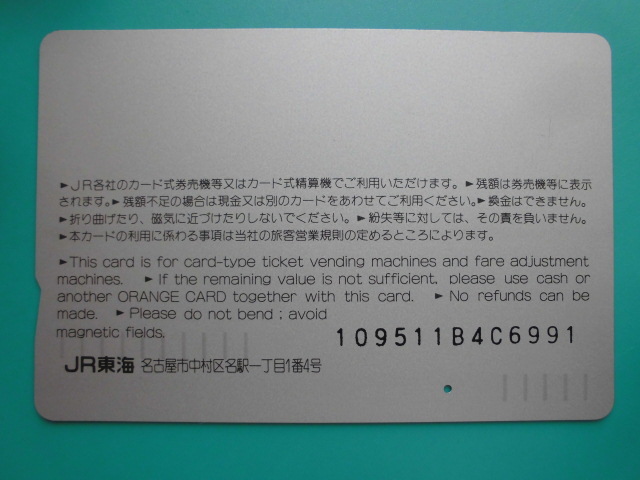 ►JR各社のカード式券売機等又はカード式精算機でご利用いただけます。►残額は券売機等に表示
されます。►残額不足の場合は現金又は別のカードをあわせてご利用ください。►換金はできません。
►折り曲げたり、磁気に近づけたりしないでください。►紛失等に対しては、その責を負いません。
►本カードの利用に係わる事項は当社の旅客営業規則の定めるところによります。
►This card is for card-type ticket vending machines and fare adjustment
machines. ►If the remaining value is not sufficient, please use cash or
another ORANGE CARD together with this card. ►No refunds can be
made. ►Please do not bend; avoid
magnetic fields.
109511B4C6991
JR東海 名古屋市中村区名駅一丁目1番4号